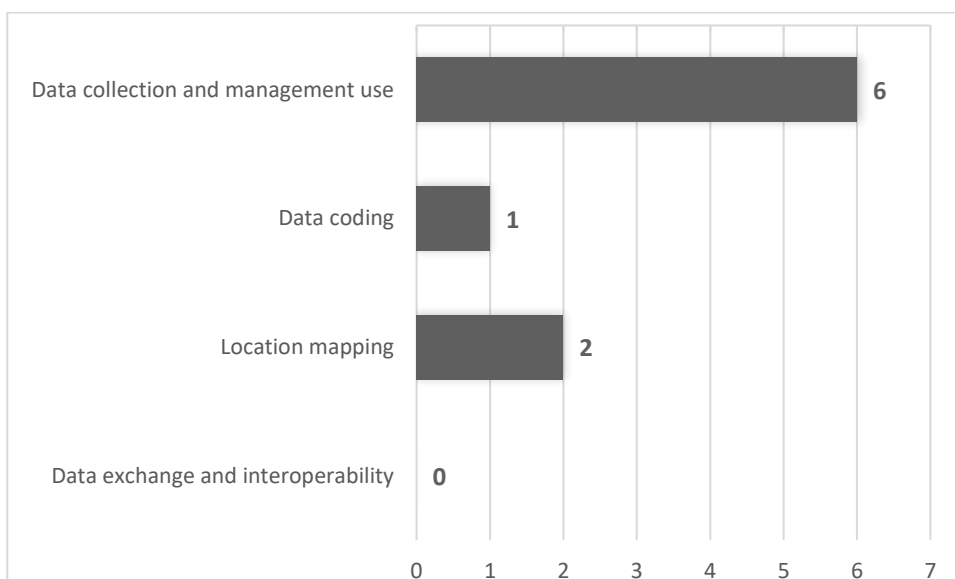 Data collection and management use 6
Data coding 1
Location mapping 2
Data exchange and interoperability 0
0 1 2 3 4 5 6 7